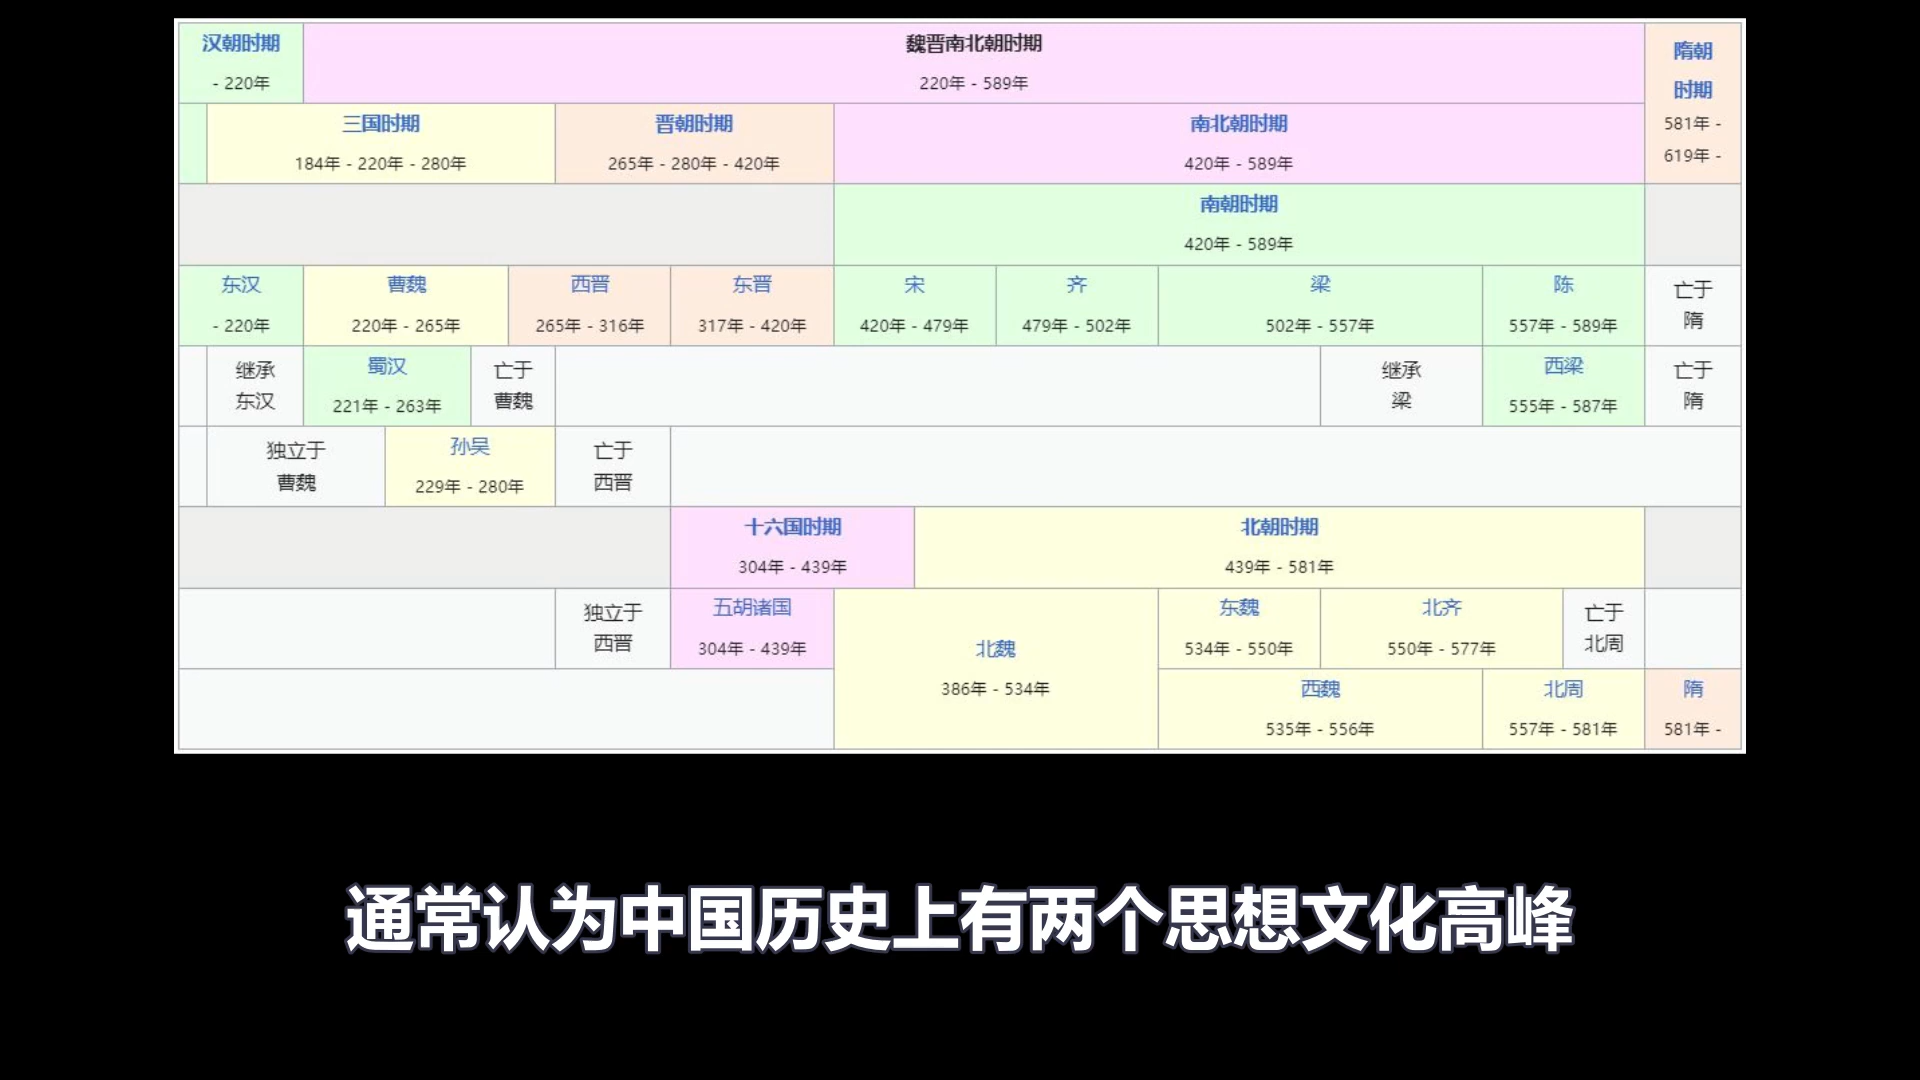 汉朝时期
- 220年
魏晋南北朝时期
220年 - 589年
隋朝
时期
581年 -
619年 -
三国时期
184年 - 220年 - 280年
晋朝时期
265年 - 280年 - 420年
南北朝时期
420年 - 589年
南朝时期
420年 - 589年
东汉
- 220年
曹魏
220年 - 265年
西晋
265年 - 316年
东晋
317年 - 420年
宋
420年 - 479年
齐
479年 - 502年
梁
502年 - 557年
陈
557年 - 589年
亡于
隋
继承
东汉
蜀汉
221年 - 263年
亡于
曹魏
继承
梁
西梁
555年 - 587年
亡于
隋
独立于
曹魏
孙吴
229年 - 280年
亡于
西晋
十六国时期
304年 - 439年
北朝时期
439年 - 581年
独立于
西晋
五胡诸国
304年 - 439年
北魏
386年 - 534年
东魏
534年 - 550年
北齐
550年 - 577年
亡于
北周
西魏
535年 - 556年
北周
557年 - 581年
隋
581年 -
通常认为中国历史上有两个思想文化高峰